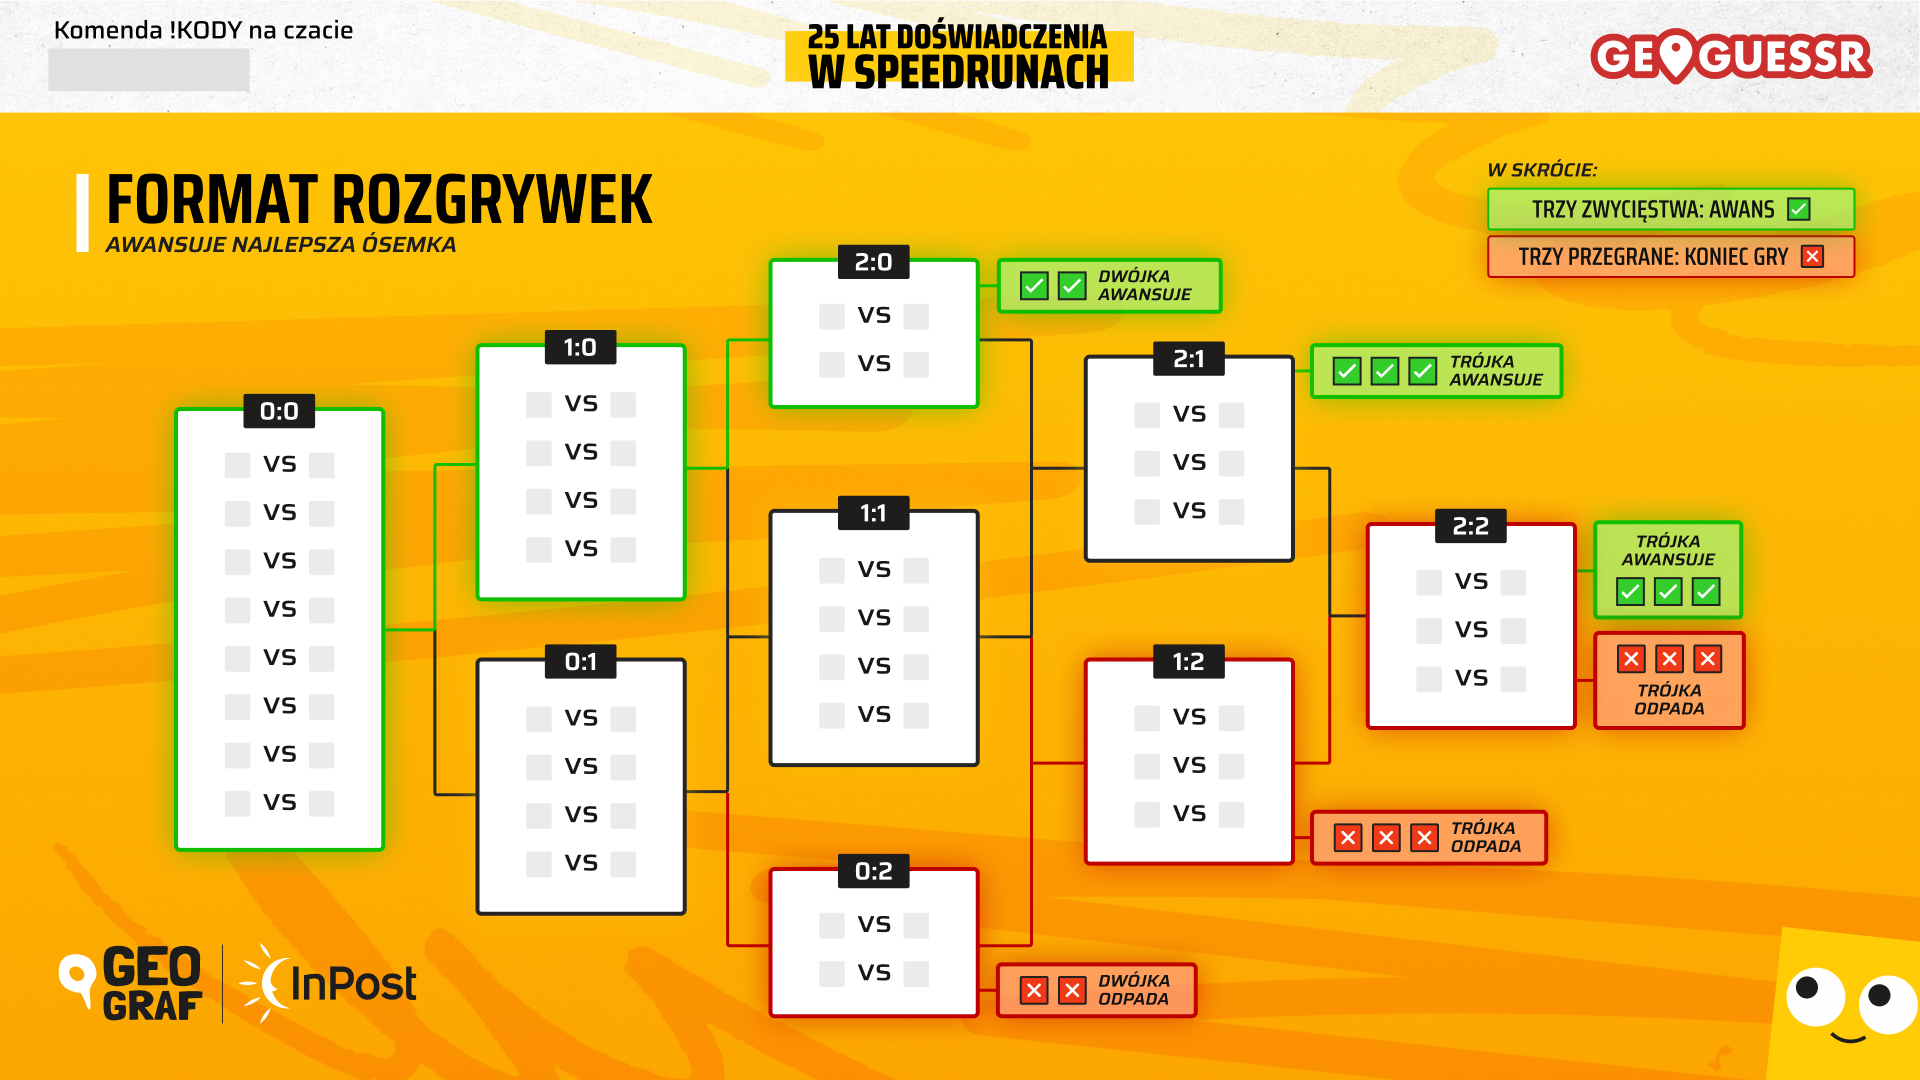 Komenda !KODY na czacie
25 LAT DOŚWIADCZENIA
W SPEEDRUNACH
GEOGUESSR
FORMAT ROZGRYWEK
AWANSUJE NAJLEPSZA ÓSEMKA
W SKRÓCIE:
TRZY ZWYCIĘSTWA: AWANS
TRZY PRZEGRANE: KONIEC GRY
0:0
VS
VS
VS
VS
VS
VS
VS
VS
1:0
VS
VS
VS
VS
0:1
VS
VS
VS
VS
2:0
VS
VS
DWÓJKA
AWANSUJE
1:1
VS
VS
VS
VS
0:2
VS
VS
DWÓJKA
ODPADA
2:1
VS
VS
VS
TRÓJKA
AWANSUJE
1:2
VS
VS
VS
TRÓJKA
ODPADA
2:2
VS
VS
VS
TRÓJKA
AWANSUJE
TRÓJKA
ODPADA
GEO
GRAF
InPost